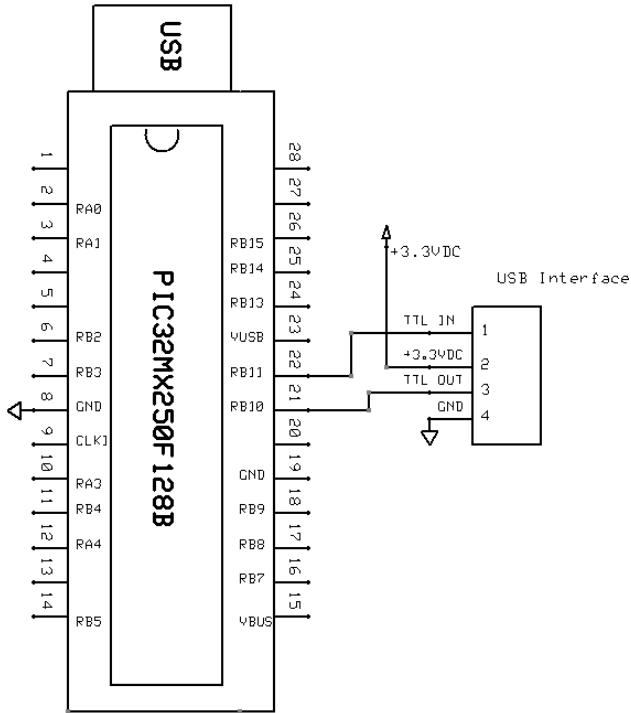 USB
PIC32MX250F128B
1
2
RA0
3
RA1
4
5
6
RB2
7
RB3
8
GND
9
CLKI
10
RA3
11
RB4
12
RA4
13
14
RB5
28
27
26
RB15
25
RB14
24
RB13
23
VUSB
22
RB11
21
RB10
20
19
GND
18
RB9
17
RB8
16
RB7
15
VBUS
+3.3VDC
USB Interface
TTL IN 1
+3.3VDC 2
TTL OUT 3
GND 4